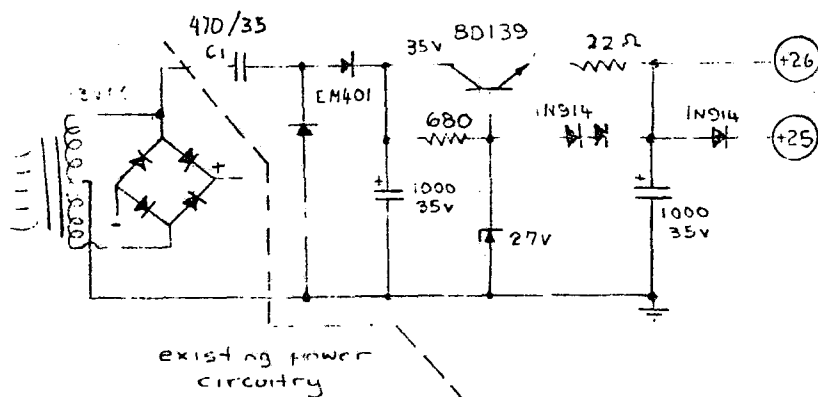 470/35
C1
35V
BD139
22Ω
+26
EM401
680
1N914
1N914
+25
+
+
1000
35V
27V
+
1000
35V
existing power
circuitry